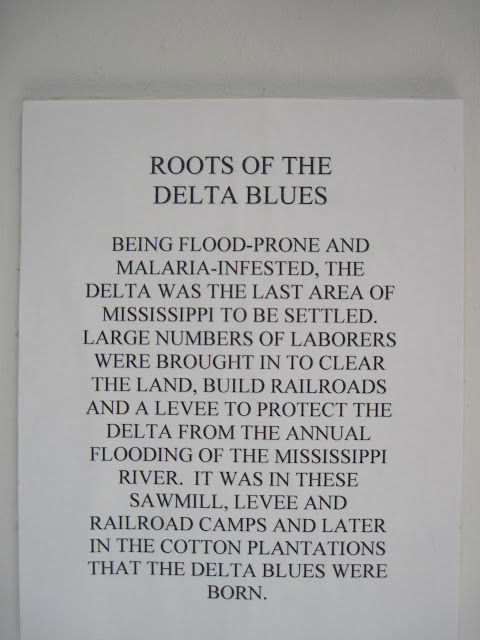 ROOTS OF THE
DELTA BLUES
BEING FLOOD-PRONE AND
MALARIA-INFESTED, THE
DELTA WAS THE LAST AREA OF
MISSISSIPPI TO BE SETTLED.
LARGE NUMBERS OF LABORERS
WERE BROUGHT IN TO CLEAR
THE LAND, BUILD RAILROADS
AND A LEVEE TO PROTECT THE
DELTA FROM THE ANNUAL
FLOODING OF THE MISSISSIPPI
RIVER.  IT WAS IN THESE
SAWMILL, LEVEE AND
RAILROAD CAMPS AND LATER
IN THE COTTON PLANTATIONS
THAT THE DELTA BLUES WERE
BORN.